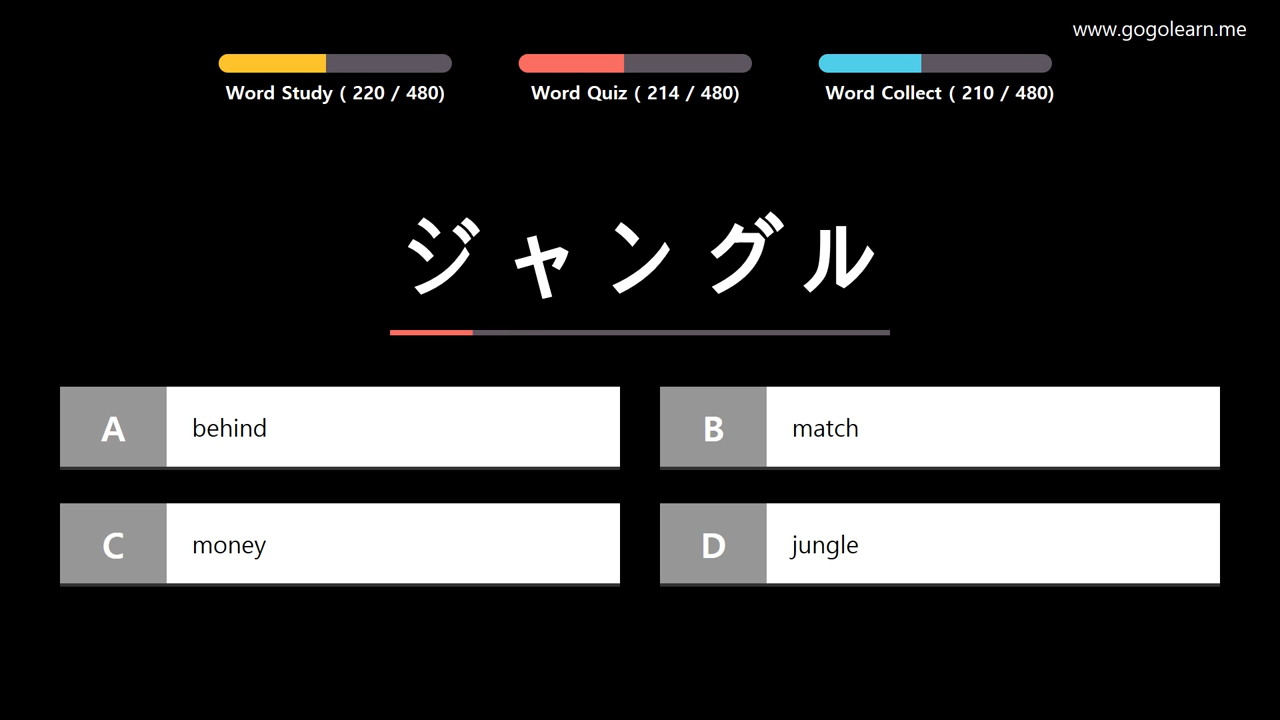 www.gogolearn.me
Word Study ( 220 / 480)
Word Quiz ( 214 / 480)
Word Collect ( 210 / 480)
ジャングル
A behind
B match
C money
D jungle